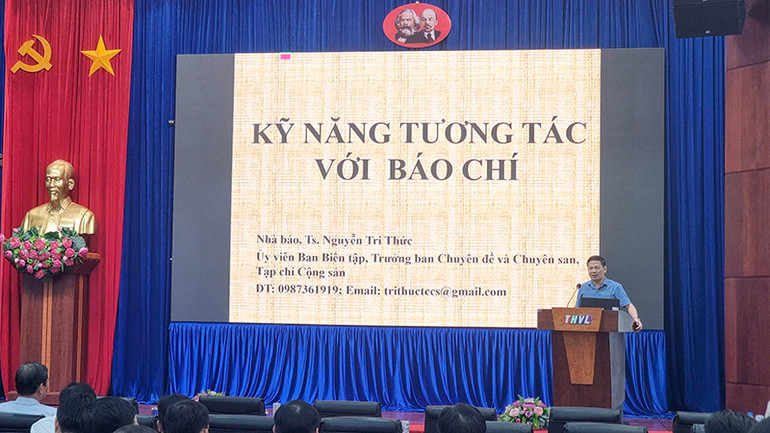 KỸ NĂNG TƯƠNG TÁC
VỚI BÁO CHÍ
Nhà báo, Ts. Nguyễn Tri Thức
Ủy viên Ban Biên tập, Trưởng ban Chuyên đề và Chuyên san,
Tạp chí Cộng sản
ĐT: 0987361919; Email: trithuctccs@gmail.com
THVL